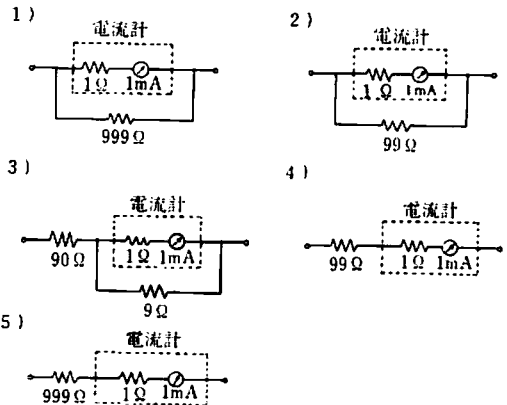 1)
電流計
1Ω 1mA
999Ω
2)
電流計
1Ω 1mA
99Ω
3)
電流計
90Ω 1Ω 1mA
9Ω
4)
電流計
99Ω 1Ω 1mA
5)
電流計
999Ω 1Ω 1mA